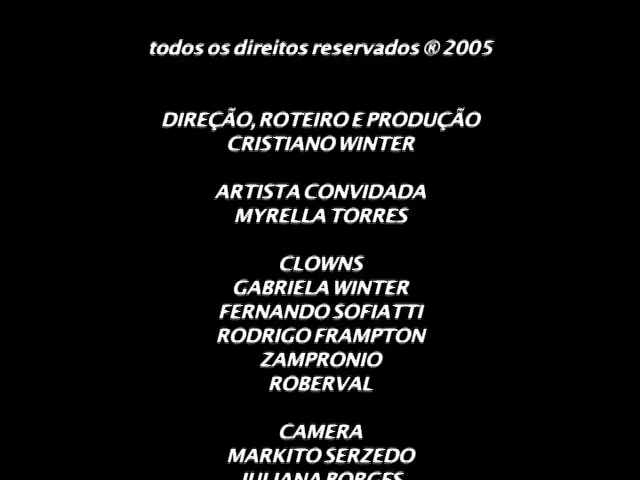 todos os direitos reservados ® 2005
DIREÇÃO, ROTEIRO E PRODUÇÃO
CRISTIANO WINTER
ARTISTA CONVIDADA
MYRELLA TORRES
CLOWNS
GABRIELA WINTER
FERNANDO SOFIATTI
RODRIGO FRAMPTON
ZAMPRONIO
ROBERVAL
CAMERA
MARKITO SERZEDO
JULIANA BORGES